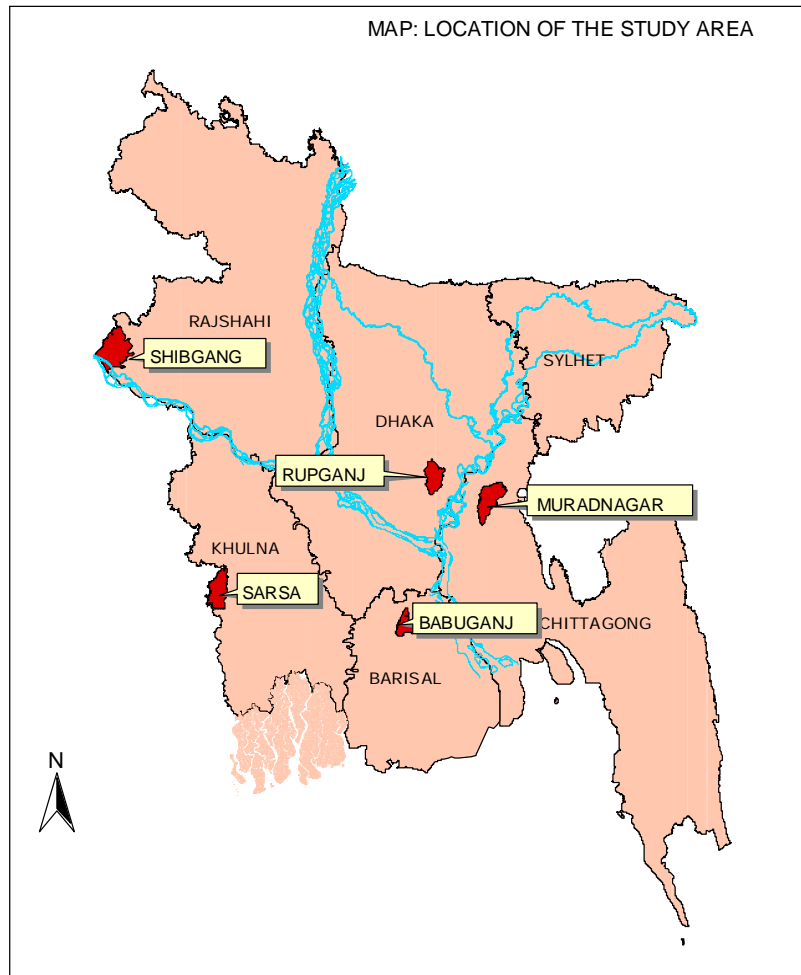 MAP: LOCATION OF THE STUDY AREA
RAJSHAHI
SHIBGANG
SYLHET
DHAKA
RUPGANJ
MURADNAGAR
KHULNA
SARSA
BABUGANJ
CHITTAGONG
BARISAL
N